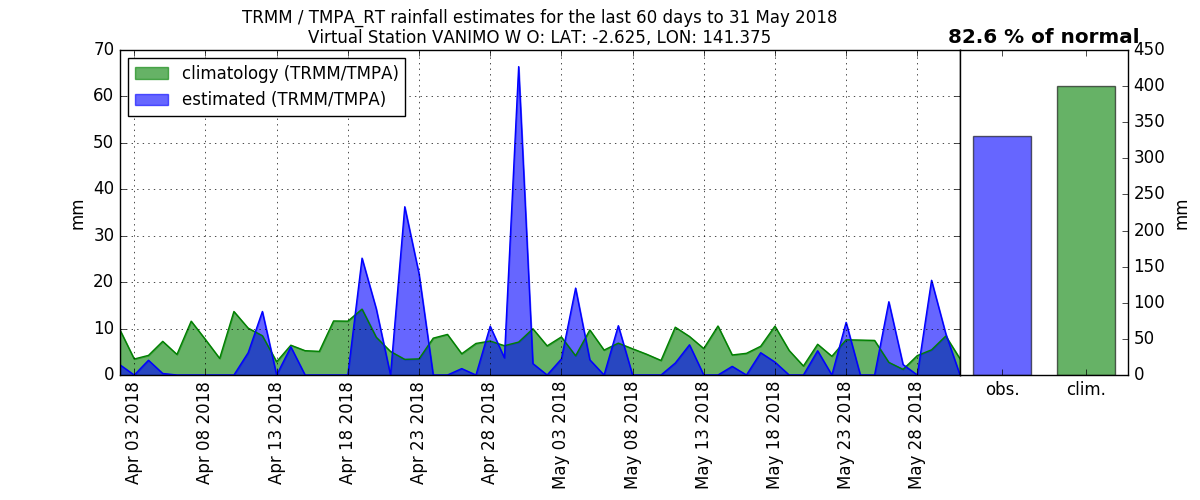 TRMM / TMPA_RT rainfall estimates for the last 60 days to 31 May 2018
Virtual Station VANIMO W O: LAT: -2.625, LON: 141.375
82.6 % of normal
climatology (TRMM/TMPA)
estimated (TRMM/TMPA)
70
60
50
40
30
20
10
0
mm
450
400
350
300
250
200
150
100
50
0
mm
Apr 03 2018
Apr 08 2018
Apr 13 2018
Apr 18 2018
Apr 23 2018
Apr 28 2018
May 03 2018
May 08 2018
May 13 2018
May 18 2018
May 23 2018
May 28 2018
obs.
clim.